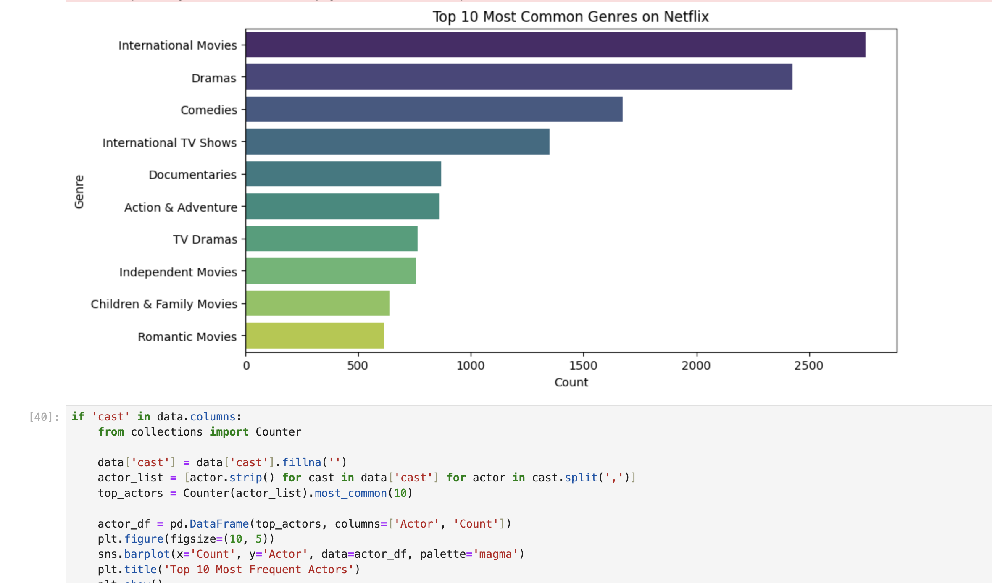 Top 10 Most Common Genres on Netflix
International Movies
Dramas
Comedies
International TV Shows
Documentaries
Action & Adventure
TV Dramas
Independent Movies
Children & Family Movies
Romantic Movies
Genre
0 500 1000 1500 2000 2500
Count
[40]:
if 'cast' in data.columns:
    from collections import Counter

    data['cast'] = data['cast'].fillna('')
    actor_list = [actor.strip() for cast in data['cast'] for actor in cast.split(',')]
    top_actors = Counter(actor_list).most_common(10)

    actor_df = pd.DataFrame(top_actors, columns=['Actor', 'Count'])
    plt.figure(figsize=(10, 5))
    sns.barplot(x='Count', y='Actor', data=actor_df, palette='magma')
    plt.title('Top 10 Most Frequent Actors')
    plt.show()